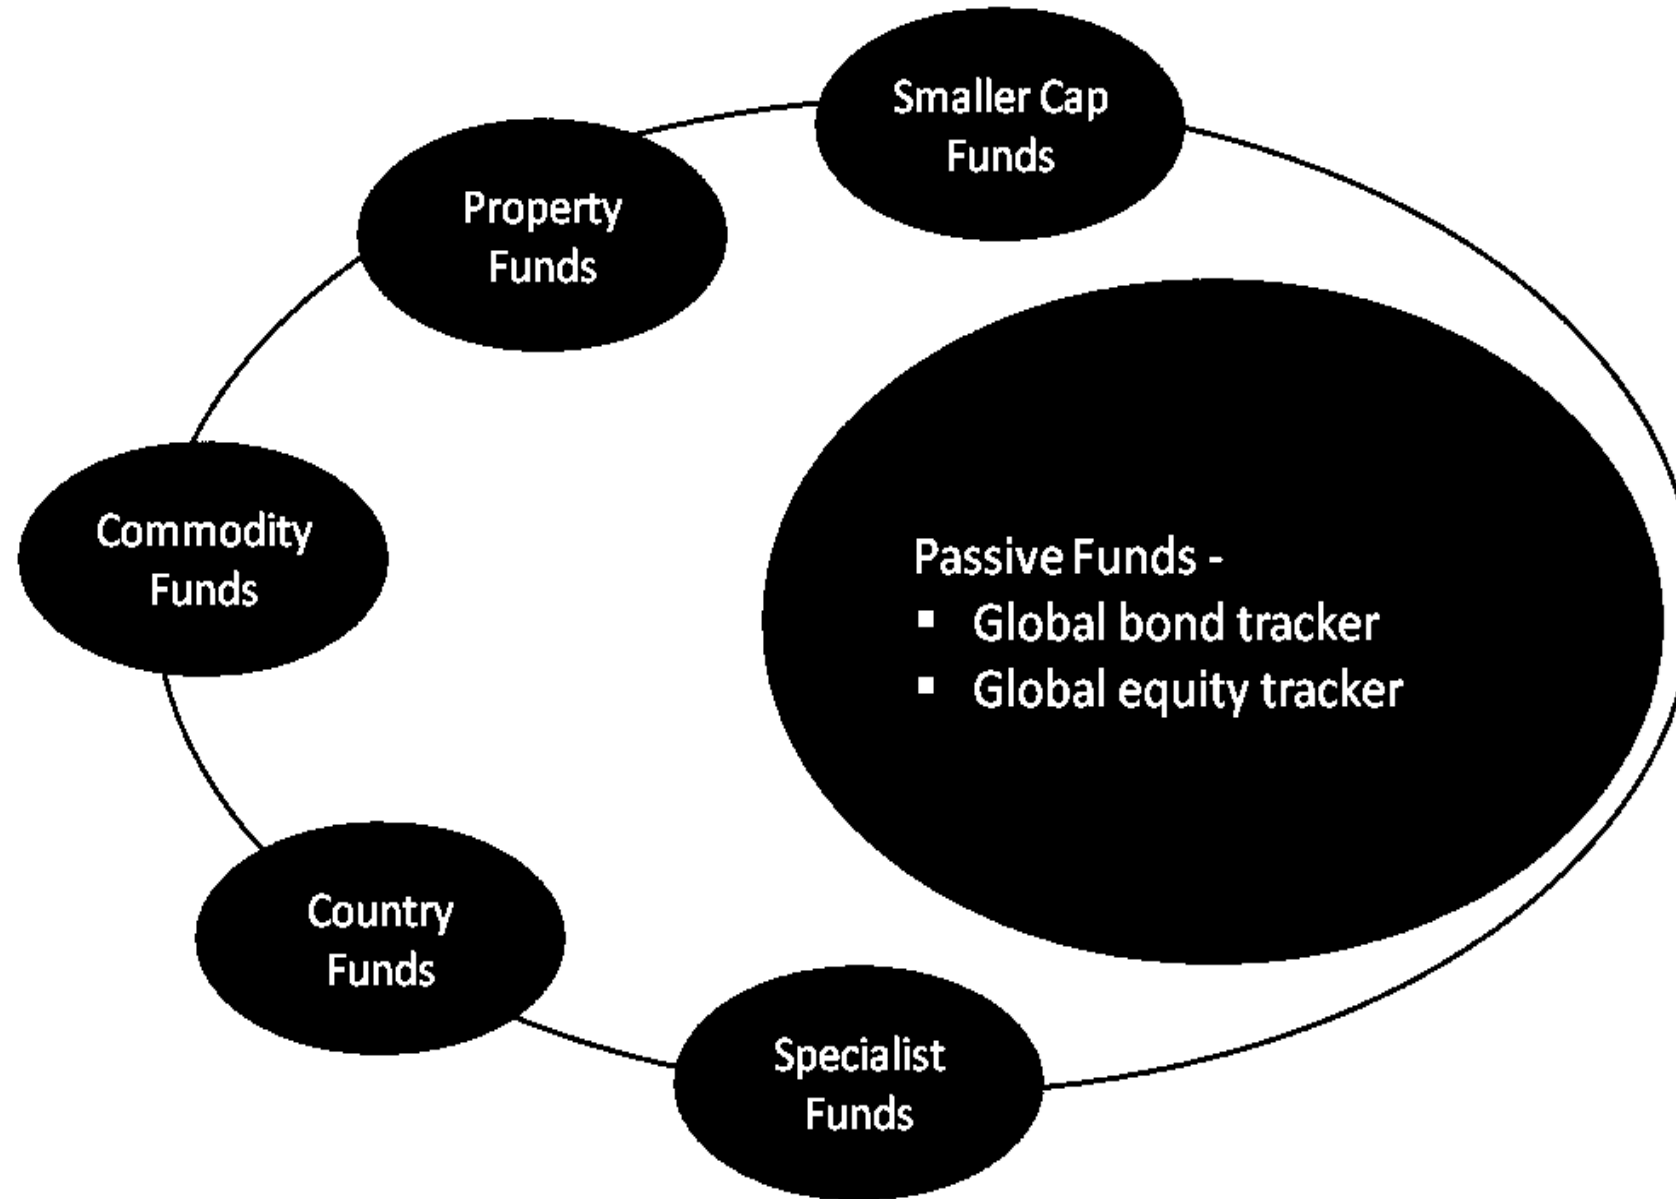 Smaller Cap
Funds
Property
Funds
Commodity
Funds
Passive Funds -
▪ Global bond tracker
▪ Global equity tracker
Country
Funds
Specialist
Funds